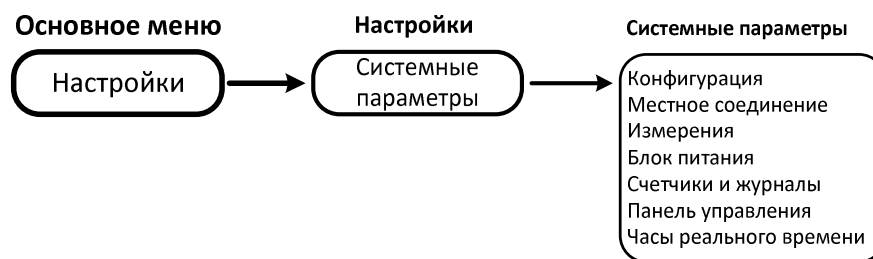 Основное меню
Настройки
Настройки
Системные
параметры
Системные параметры
Конфигурация
Местное соединение
Измерения
Блок питания
Счетчики и журналы
Панель управления
Часы реального времени